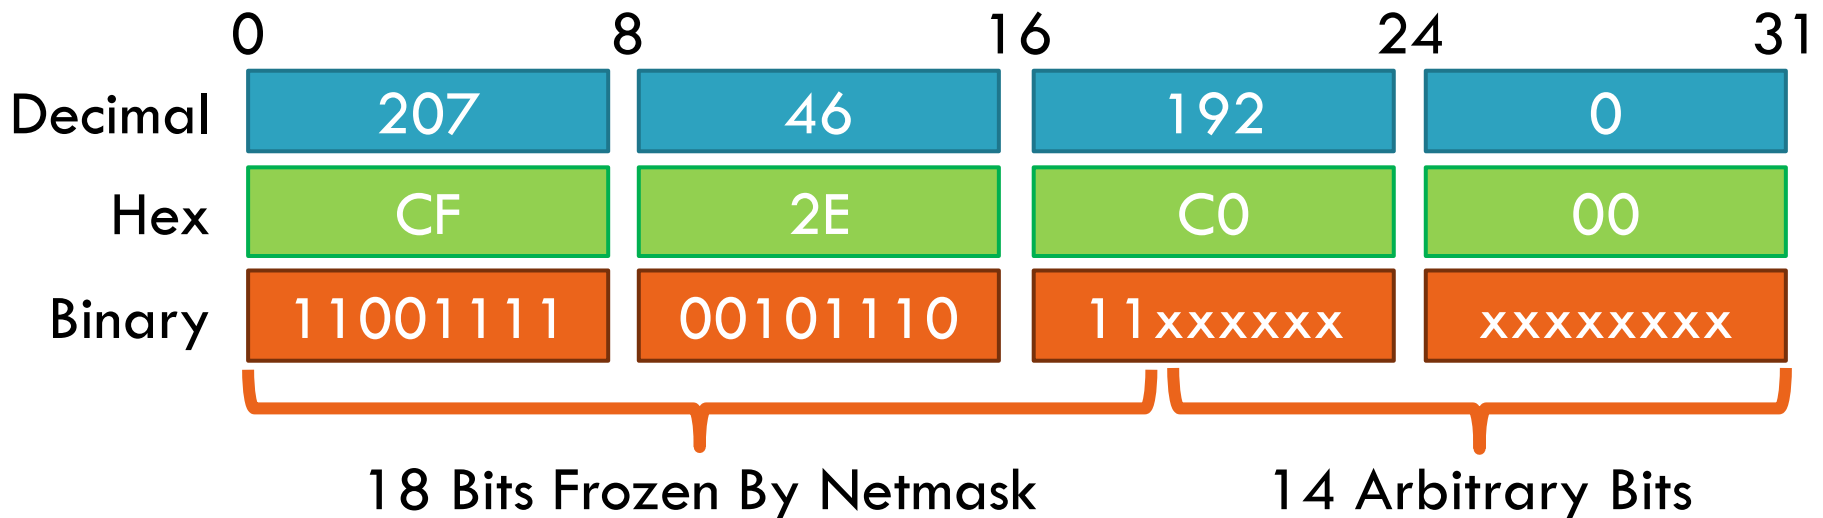 0 8 16 24 31
Decimal 207 46 192 0
Hex CF 2E C0 00
Binary 11001111 00101110 11xxxxxx xxxxxxxx
18 Bits Frozen By Netmask 14 Arbitrary Bits